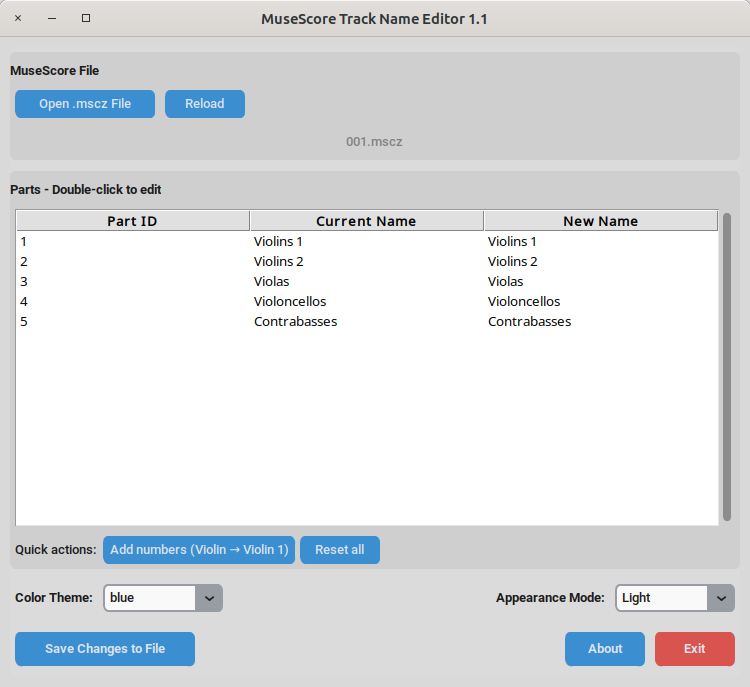 MuseScore Track Name Editor 1.1
MuseScore File
Open .mscz File Reload
001.mscz
Parts - Double-click to edit
Part ID Current Name New Name
1 Violins 1 Violins 1
2 Violins 2 Violins 2
3 Violas Violas
4 Violoncellos Violoncellos
5 Contrabasses Contrabasses
Quick actions: Add numbers (Violin → Violin 1) Reset all
Color Theme: blue Appearance Mode: Light
Save Changes to File About Exit